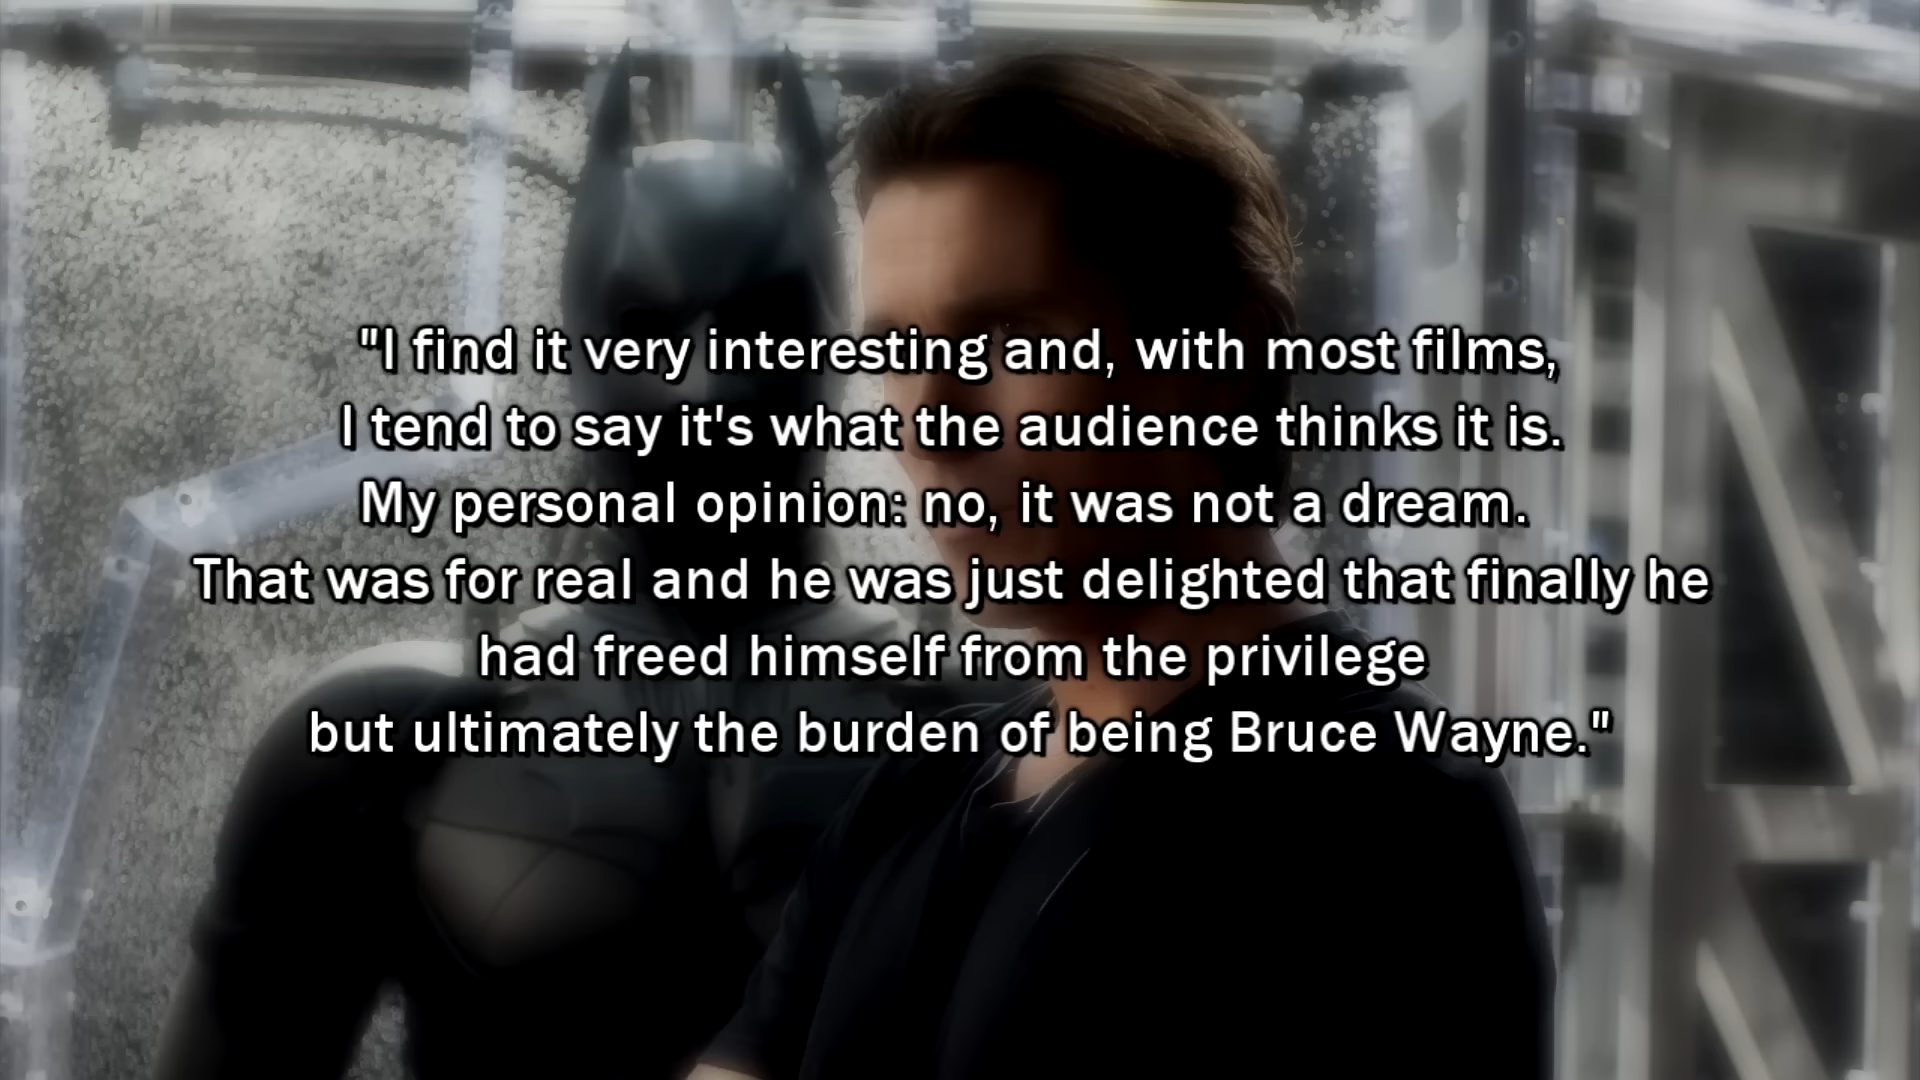 "I find it very interesting and, with most films,
I tend to say it's what the audience thinks it is.
My personal opinion: no, it was not a dream.
That was for real and he was just delighted that finally he
had freed himself from the privilege
but ultimately the burden of being Bruce Wayne."